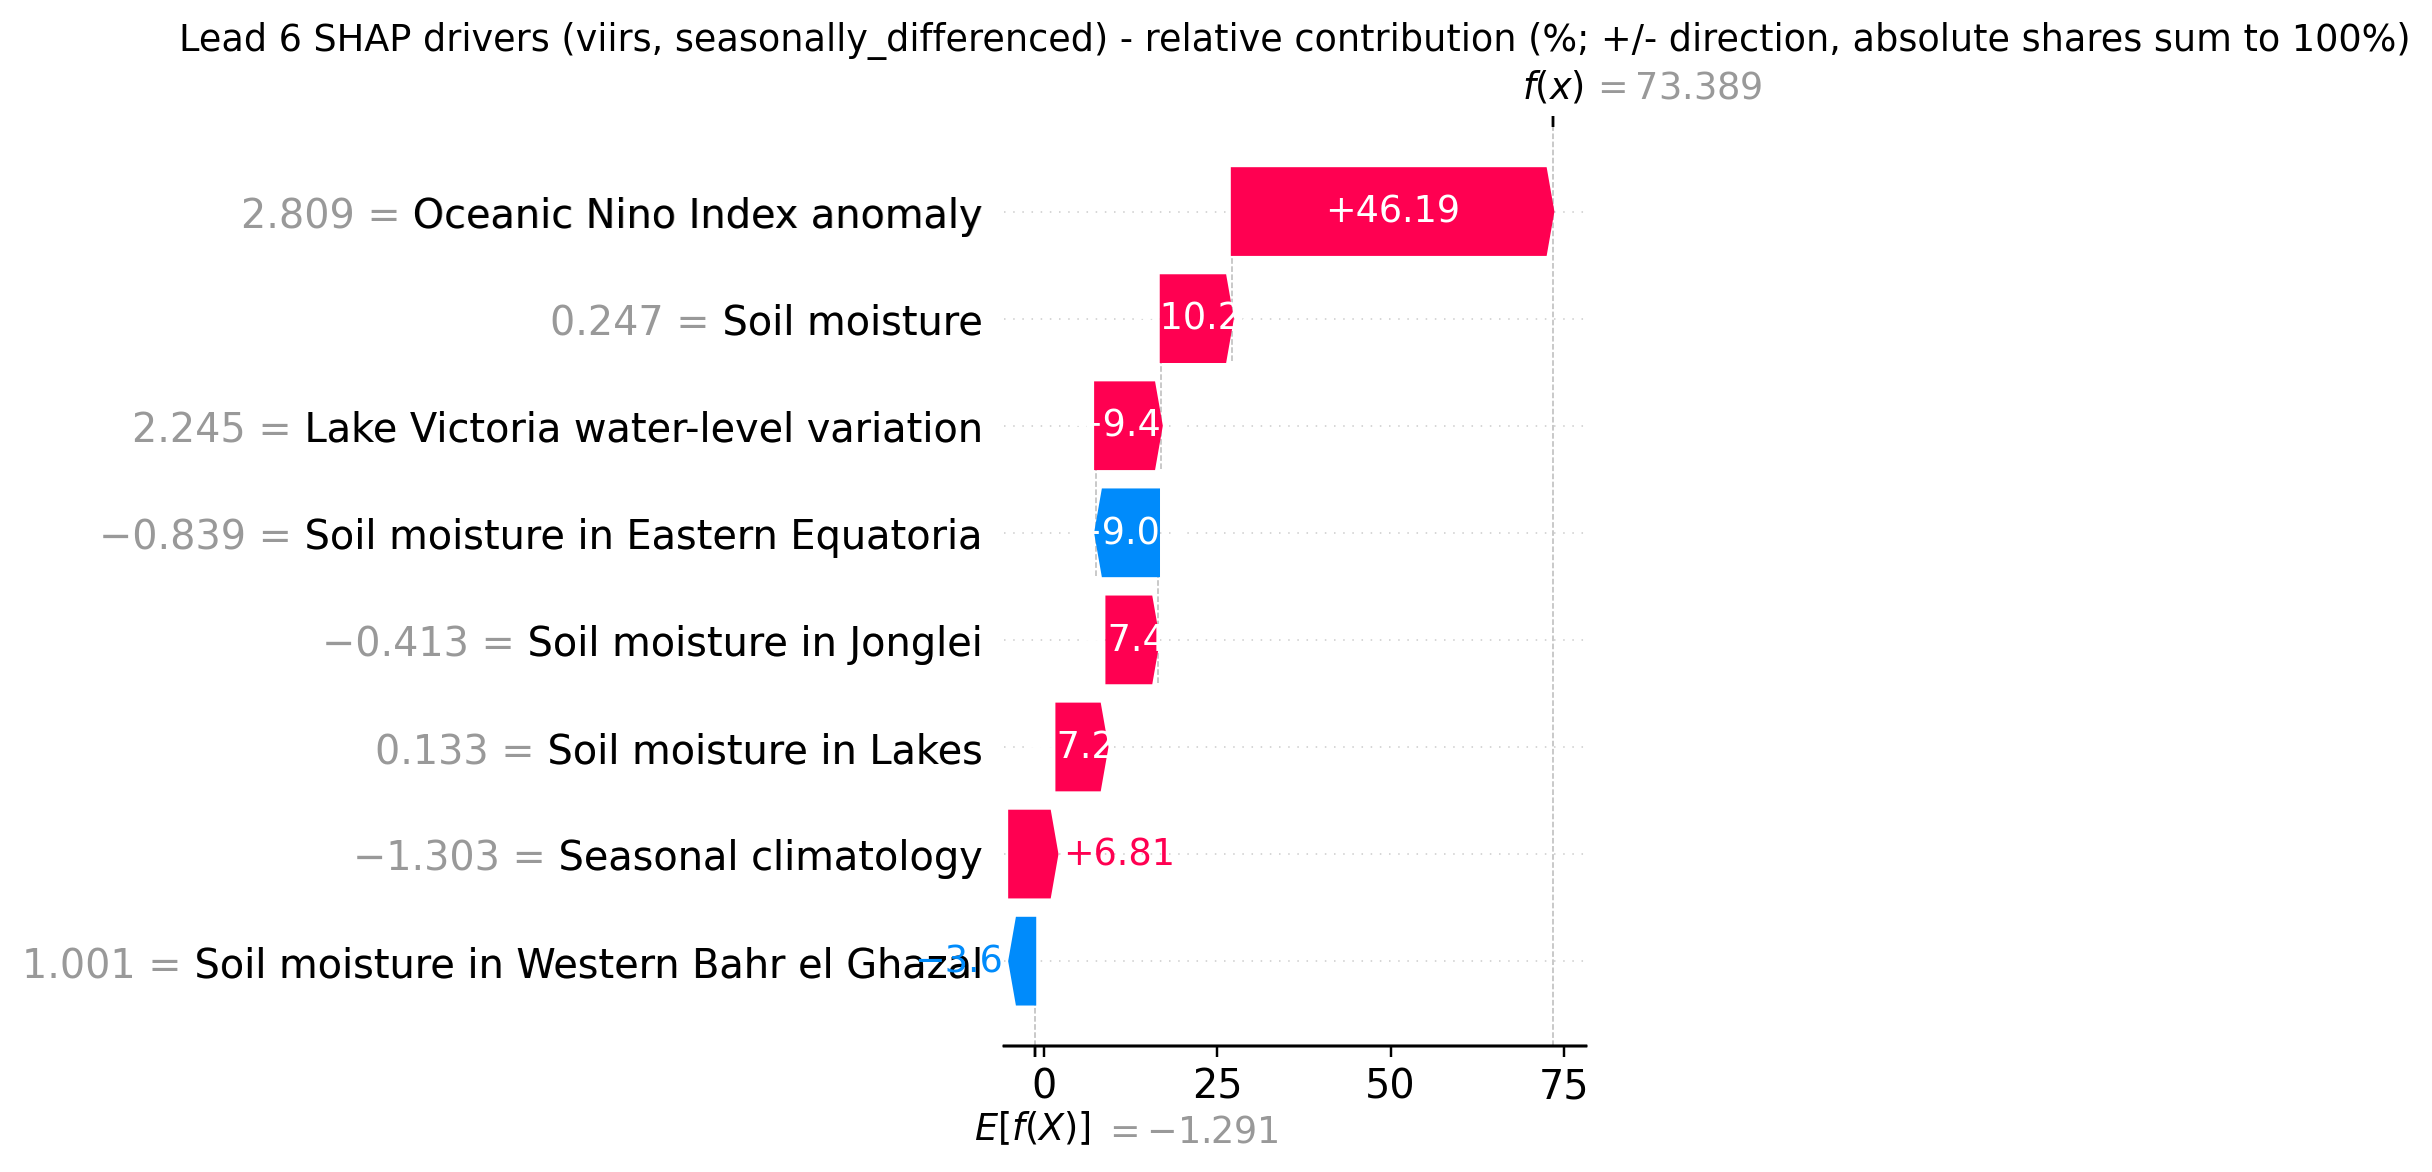 Lead 6 SHAP drivers (viirs, seasonally_differenced) - relative contribution (%; +/- direction, absolute shares sum to 100%)
f(x) = 73.389
2.809 = Oceanic Nino Index anomaly +46.19
0.247 = Soil moisture 10.2
2.245 = Lake Victoria water-level variation 9.4
−0.839 = Soil moisture in Eastern Equatoria −9.0
−0.413 = Soil moisture in Jonglei 7.4
0.133 = Soil moisture in Lakes 7.2
−1.303 = Seasonal climatology +6.81
1.001 = Soil moisture in Western Bahr el Ghazal −3.6
0 25 50 75
E[f(X)] = −1.291